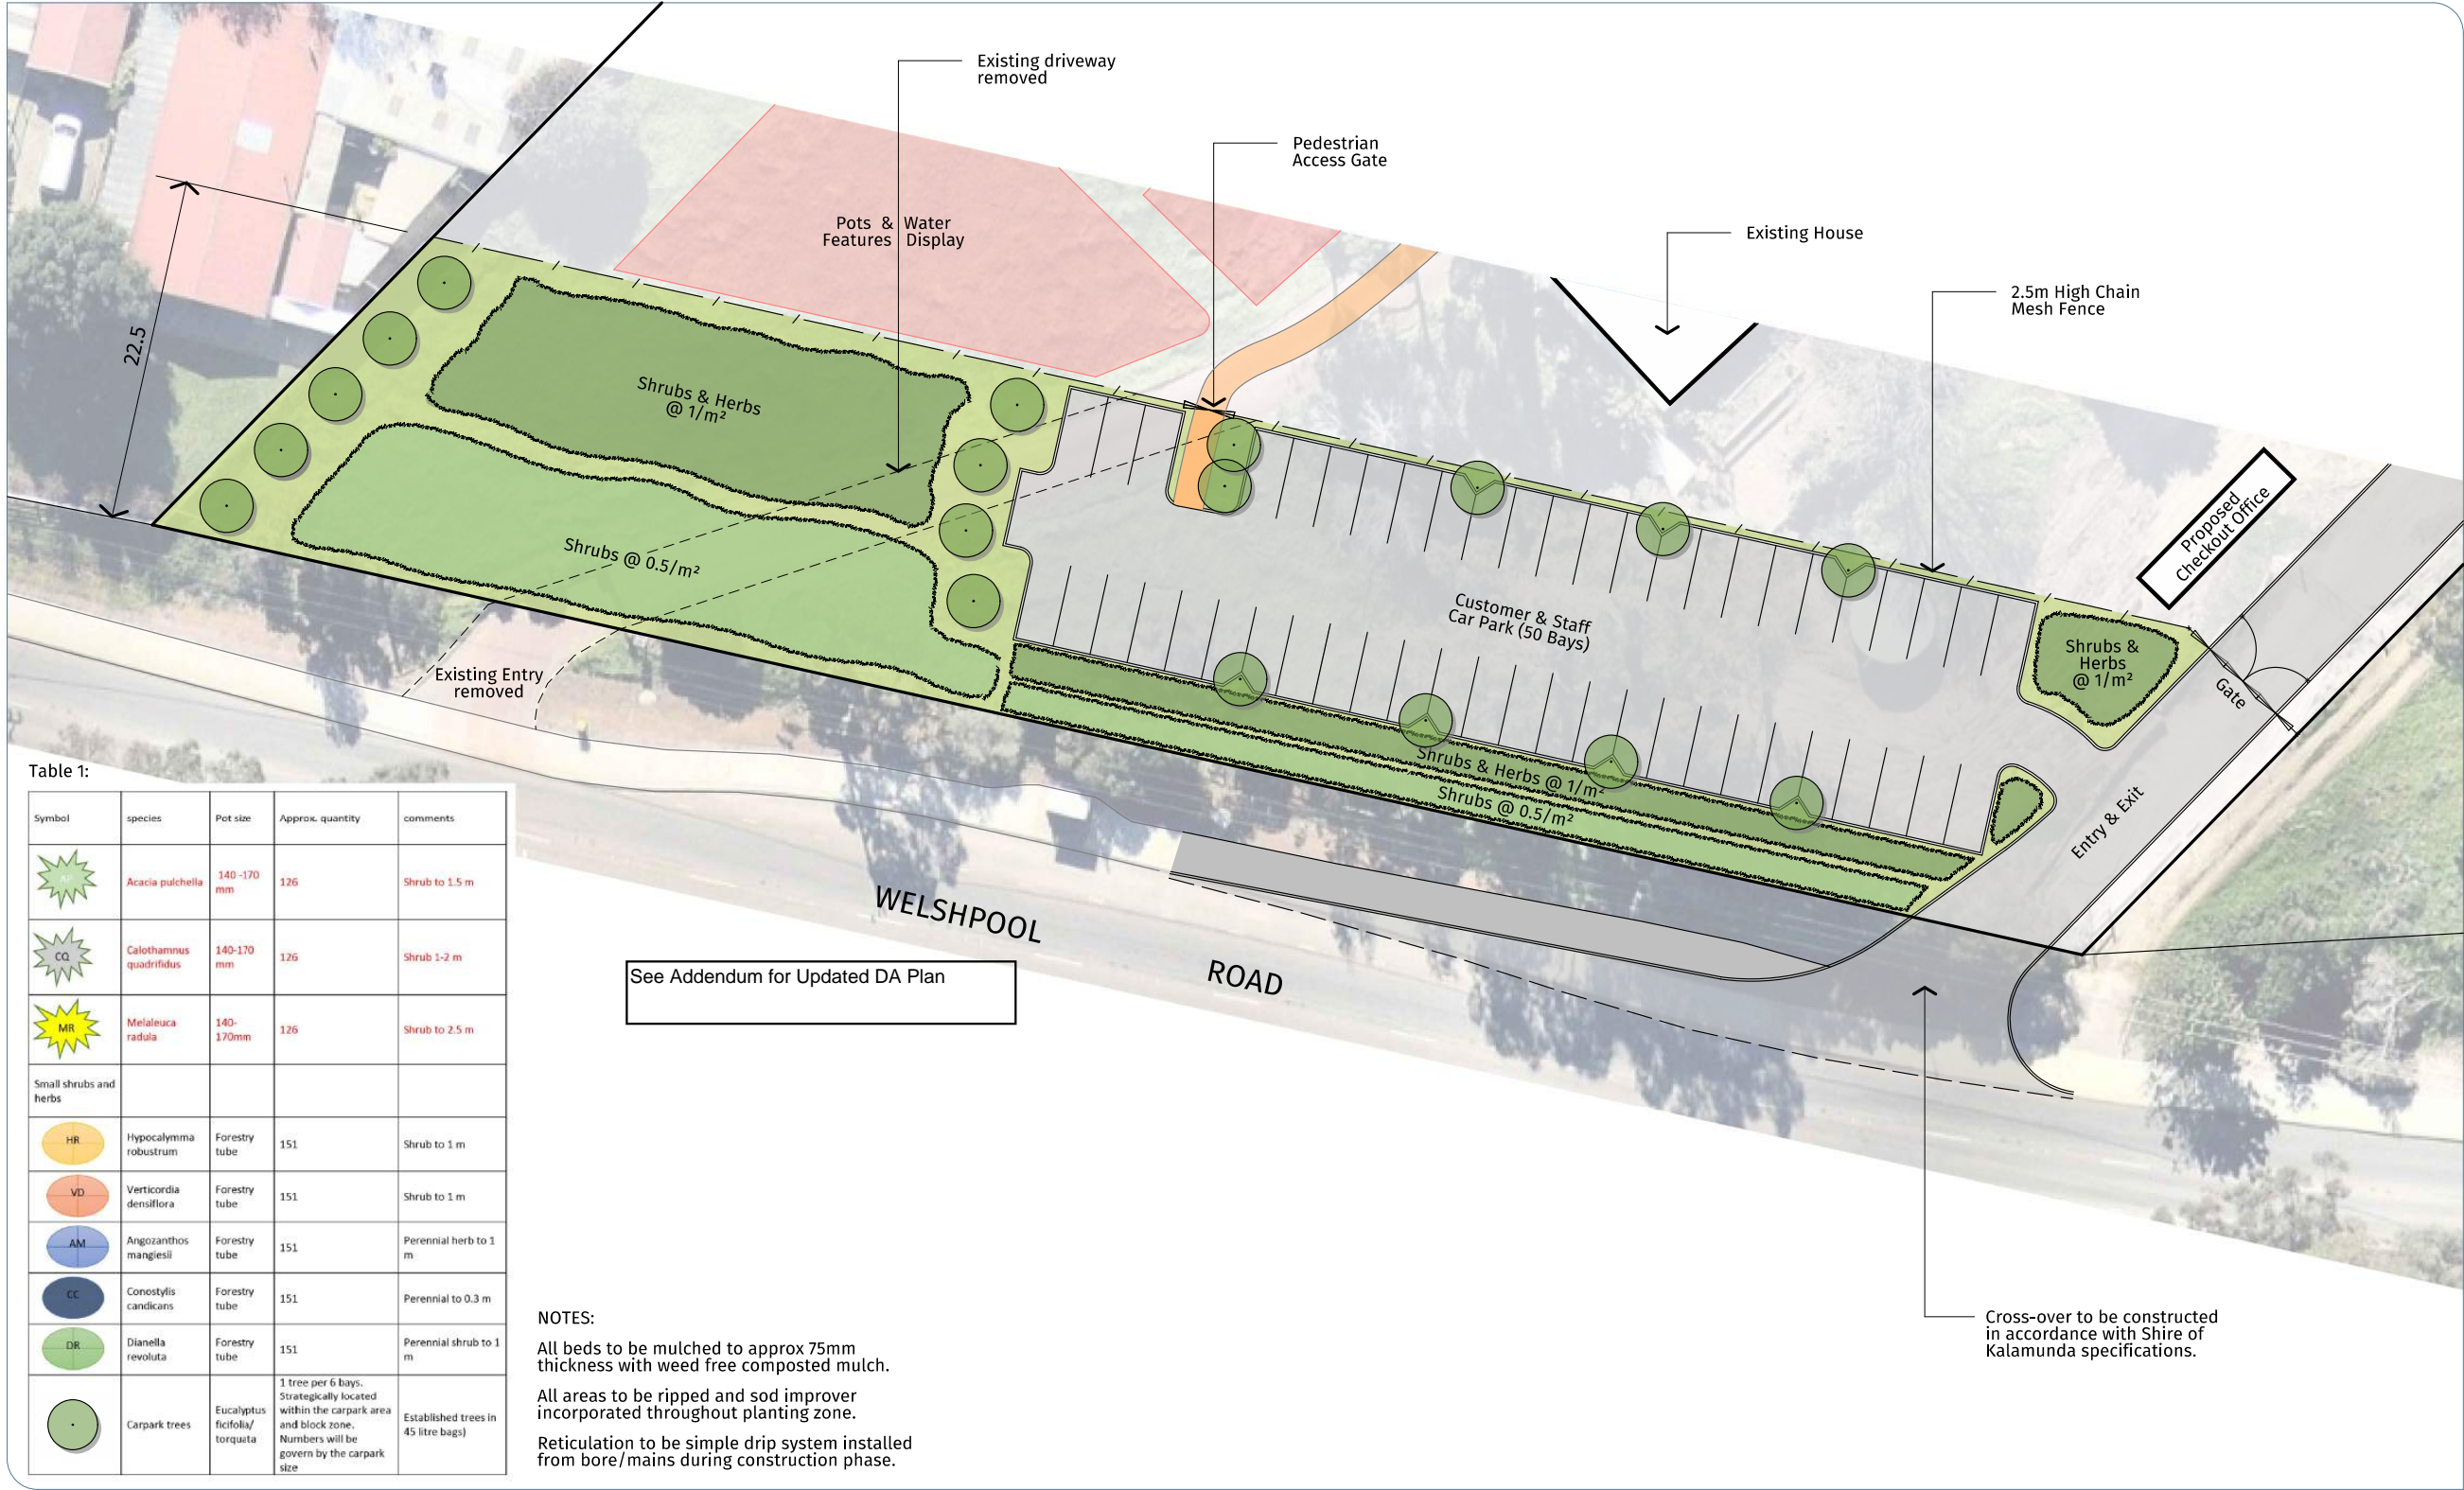 Existing driveway
removed
Pedestrian
Access Gate
Pots & Water
Features Display
Existing House
2.5m High Chain
Mesh Fence
22.5
Shrubs & Herbs
@ 1/m²
Shrubs @ 0.5/m²
Proposed
Checkout Office
Customer & Staff
Car Park (50 Bays)
Shrubs &
Herbs
@ 1/m²
Gate
Existing Entry
removed
Shrubs & Herbs @ 1/m²
Shrubs @ 0.5/m²
Entry & Exit
WELSHPOOL
ROAD
See Addendum for Updated DA Plan
Cross-over to be constructed
in accordance with Shire of
Kalamunda specifications.
Table 1:
Symbol species Pot size Approx. quantity comments
AP Acacia pulchella 140 -170 mm 126 Shrub to 1.5 m
CQ Calothamnus quadrifidus 140-170 mm 126 Shrub 1-2 m
MR Melaleuca radula 140-170mm 126 Shrub to 2.5 m
Small shrubs and
herbs
HR Hypocalymma robustrum Forestry tube 151 Shrub to 1 m
VD Verticordia densiflora Forestry tube 151 Shrub to 1 m
AM Angozanthos mangiesii Forestry tube 151 Perennial herb to 1 m
CC Conostylis candicans Forestry tube 151 Perennial to 0.3 m
DR Dianella revoluta Forestry tube 151 Perennial shrub to 1 m
Carpark trees Eucalyptus ficifolia/ torquata 1 tree per 6 bays. Strategically located within the carpark area and block zone. Numbers will be govern by the carpark size Established trees in 45 litre bags)
NOTES:
All beds to be mulched to approx 75mm
thickness with weed free composted mulch.
All areas to be ripped and sod improver
incorporated throughout planting zone.
Reticulation to be simple drip system installed
from bore/mains during construction phase.